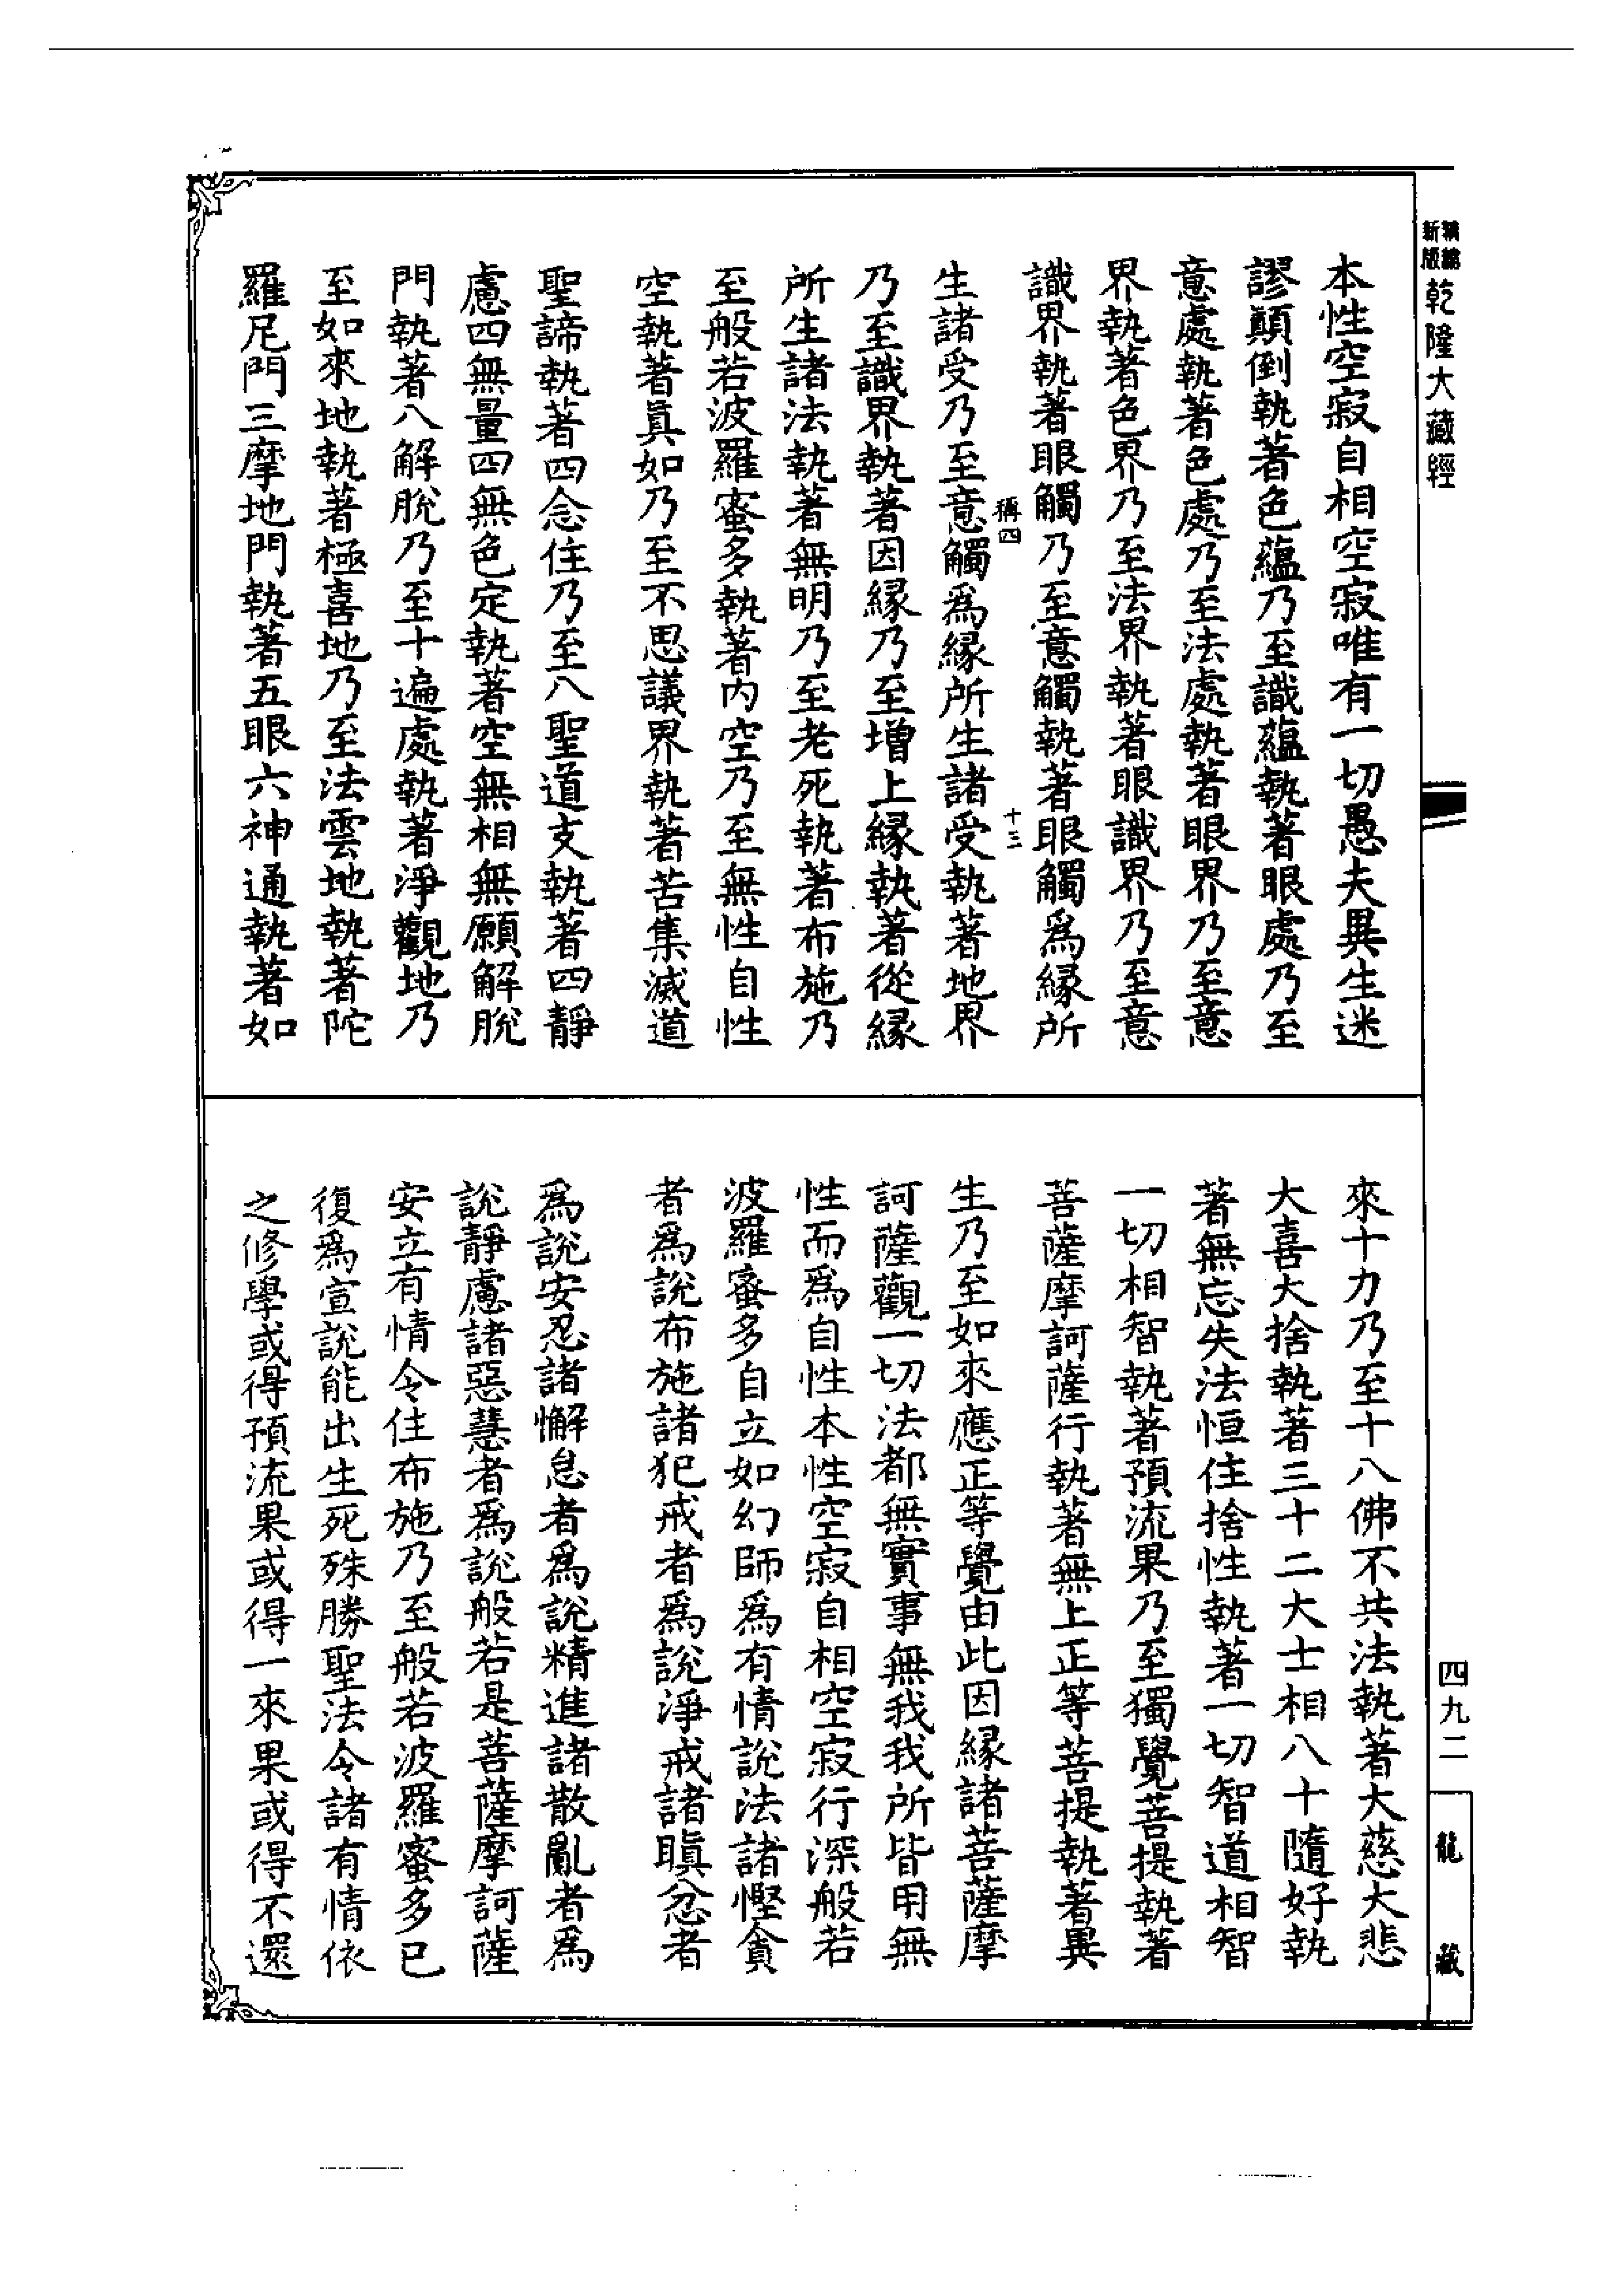 新編縮版
乾隆大藏經
本性空寂自相空寂唯有一切愚夫異生迷
謬顛倒執著色蘊乃至識蘊執著眼處乃至
意處執著色處乃至法處執著眼界乃至意
界執著色界乃至法界執著眼識界乃至意
識界執著眼觸乃至意觸執著眼觸爲緣所
稱四
十三
生諸受乃至意觸爲緣所生諸受執著地界
乃至識界執著因緣乃至增上緣執著從緣
所生諸法執著無明乃至老死執著布施乃
至般若波羅蜜多執著內空乃至無性自性
空執著眞如乃至不思議界執著苦集滅道
聖諦執著四念住乃至八聖道支執著四靜
慮四無量四無色定執著空無相無願解脫
門執著八解脫乃至十遍處執著淨觀地乃
至如來地執著極喜地乃至法雲地執著陀
羅尼門三摩地門執著五眼六神通執著如
來十力乃至十八佛不共法執著大慈大悲
大喜大捨執著三十二大士相八十隨好執
著無忘失法恒住捨性執著一切智道相智
一切相智執著預流果乃至獨覺菩提執著
菩薩摩訶薩行執著無上正等菩提執著異
生乃至如來應正等覺由此因緣諸菩薩摩
訶薩觀一切法都無實事無我我所皆用無
性而爲自性本性空寂自相空寂行深般若
波羅蜜多自立如幻師爲有情說法諸慳貪
者爲說布施諸犯戒者爲說淨戒諸瞋忿者
爲說安忍諸懈怠者爲說精進諸散亂者爲
說靜慮諸惡慧者爲說般若是菩薩摩訶薩
安立有情令住布施乃至般若波羅蜜多已
復爲宣說能出生死殊勝聖法令諸有情依
之修學或得預流果或得一來果或得不還
四九二
龍藏